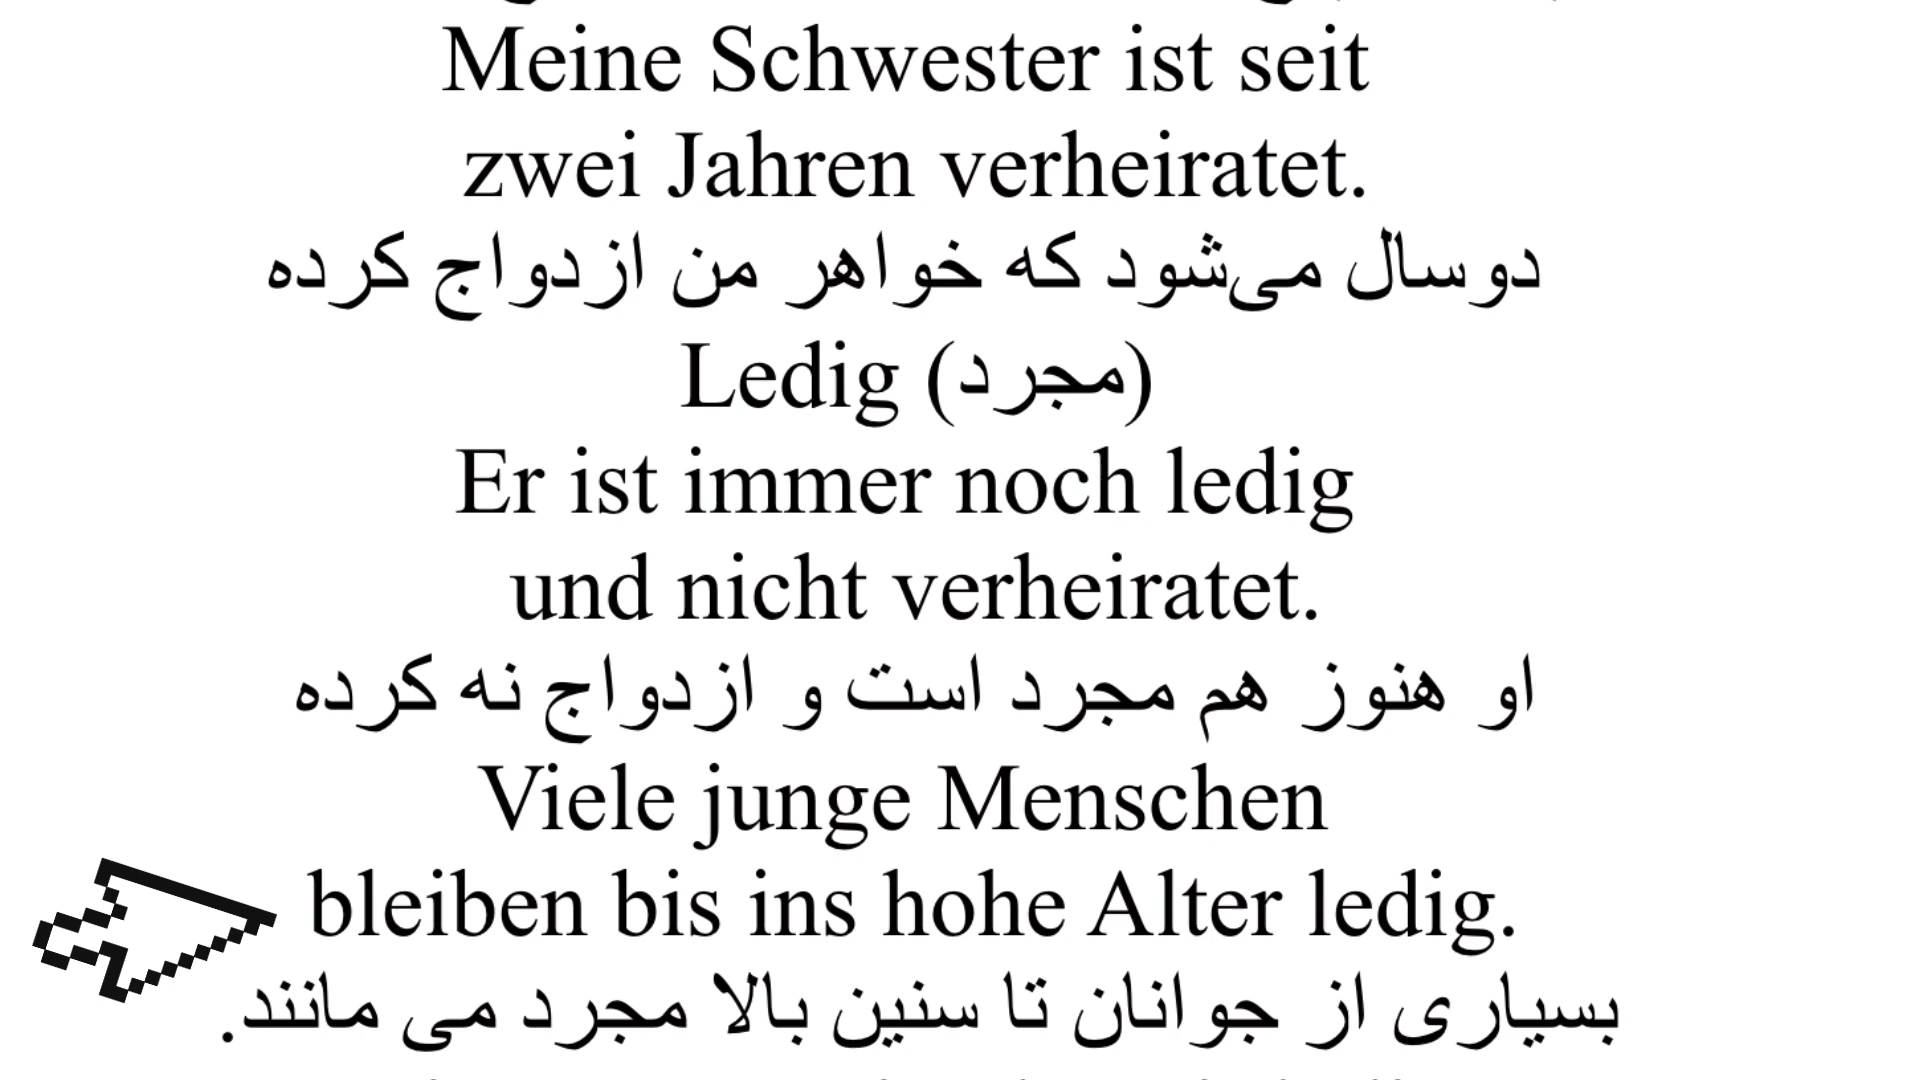 Meine Schwester ist seit
zwei Jahren verheiratet.
دو سال می‌شود که خواهر من ازدواج کرده
Ledig (مجرد)
Er ist immer noch ledig
und nicht verheiratet.
او هنوز هم مجرد است و ازدواج نه کرده
Viele junge Menschen
bleiben bis ins hohe Alter ledig.
بسیاری از جوانان تا سنین بالا مجرد می مانند.